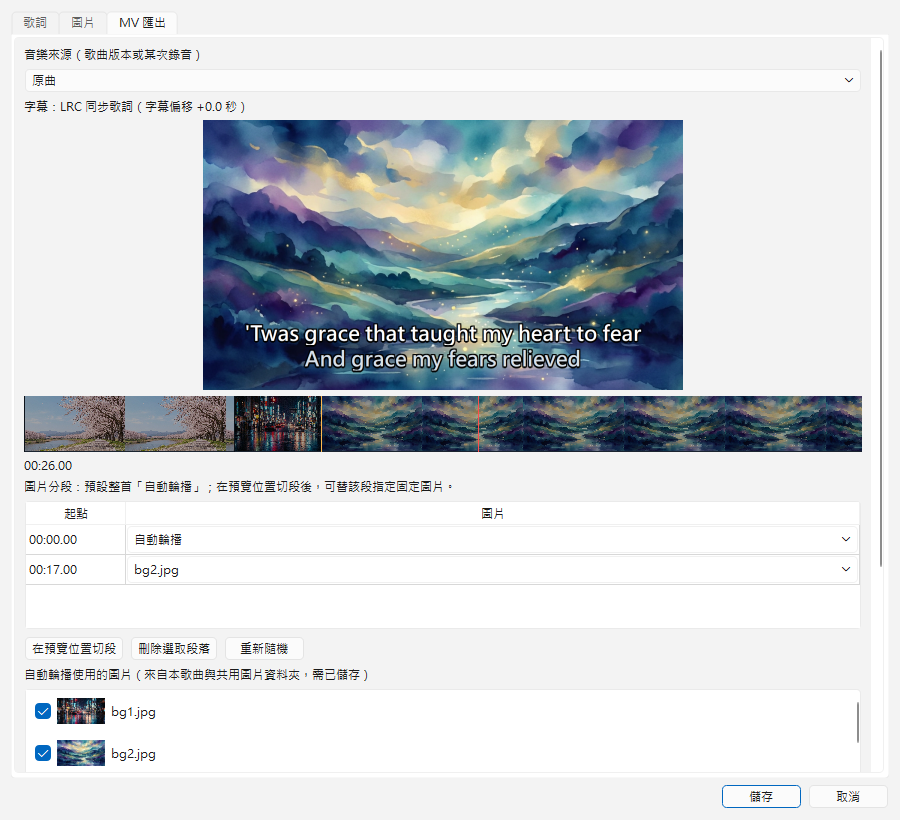 歌詞
圖片
MV 匯出
音樂來源（歌曲版本或某次錄音）
原曲
字幕：LRC 同步歌詞（字幕偏移 +0.0 秒）
'Twas grace that taught my heart to fear
And grace my fears relieved
00:26.00
圖片分段：預設整首「自動輪播」；在預覽位置切段後，可替該段指定固定圖片。
起點 圖片
00:00.00 自動輪播
00:17.00 bg2.jpg
在預覽位置切段 刪除選取段落 重新隨機
自動輪播使用的圖片（來自本歌曲與共用圖片資料夾，需已儲存）
bg1.jpg
bg2.jpg
儲存 取消